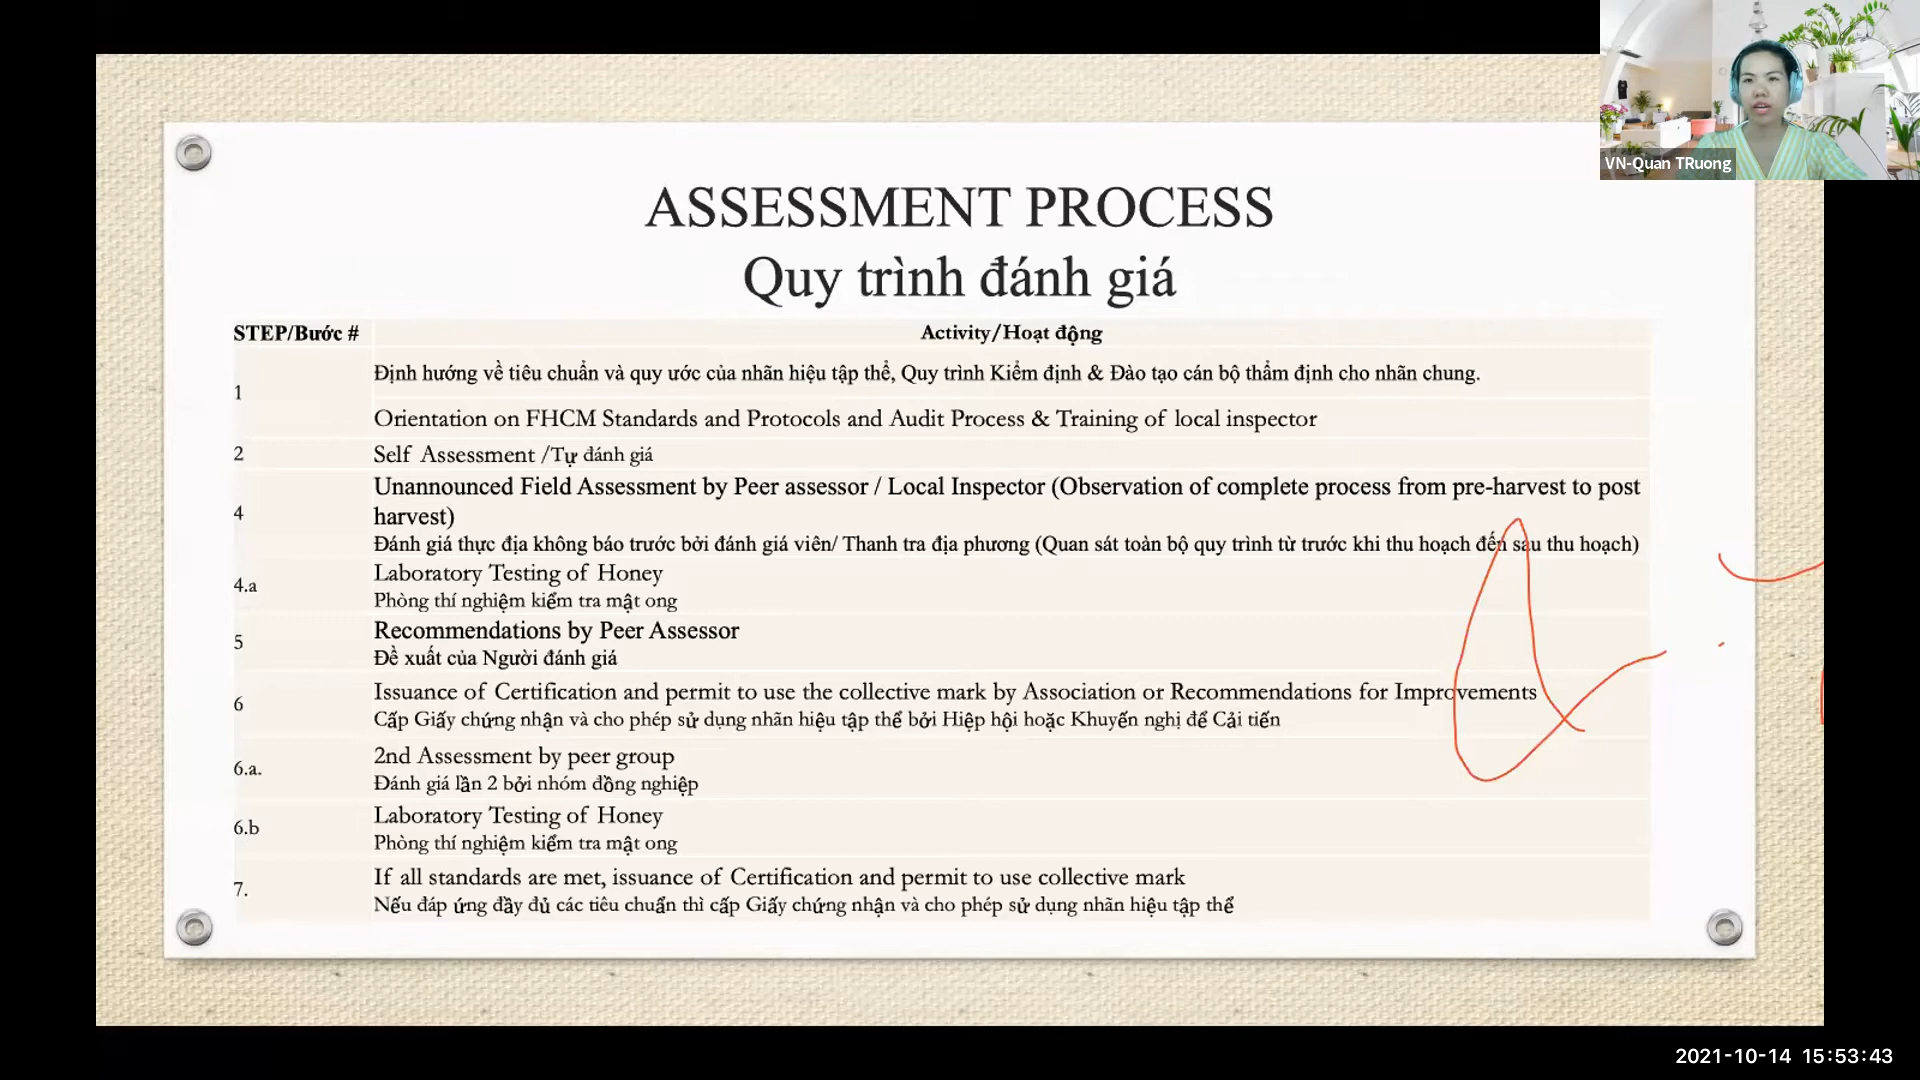 VN-Quan TRuong
ASSESSMENT PROCESS
Quy trình đánh giá
STEP/Bước # Activity/Hoạt động
1
Định hướng về tiêu chuẩn và quy ước của nhãn hiệu tập thể, Quy trình Kiểm định & Đào tạo cán bộ thẩm định cho nhãn chung.
Orientation on FHCM Standards and Protocols and Audit Process & Training of local inspector
2 Self Assessment /Tự đánh giá
4
Unannounced Field Assessment by Peer assessor / Local Inspector (Observation of complete process from pre-harvest to post
harvest)
Đánh giá thực địa không báo trước bởi đánh giá viên/ Thanh tra địa phương (Quan sát toàn bộ quy trình từ trước khi thu hoạch đến sau thu hoạch)
4.a
Laboratory Testing of Honey
Phòng thí nghiệm kiểm tra mật ong
5
Recommendations by Peer Assessor
Đề xuất của Người đánh giá
6
Issuance of Certification and permit to use the collective mark by Association or Recommendations for Improvements
Cấp Giấy chứng nhận và cho phép sử dụng nhãn hiệu tập thể bởi Hiệp hội hoặc Khuyến nghị để Cải tiến
6.a.
2nd Assessment by peer group
Đánh giá lần 2 bởi nhóm đồng nghiệp
6.b
Laboratory Testing of Honey
Phòng thí nghiệm kiểm tra mật ong
7.
If all standards are met, issuance of Certification and permit to use collective mark
Nếu đáp ứng đầy đủ các tiêu chuẩn thì cấp Giấy chứng nhận và cho phép sử dụng nhãn hiệu tập thể
2021-10-14 15:53:43